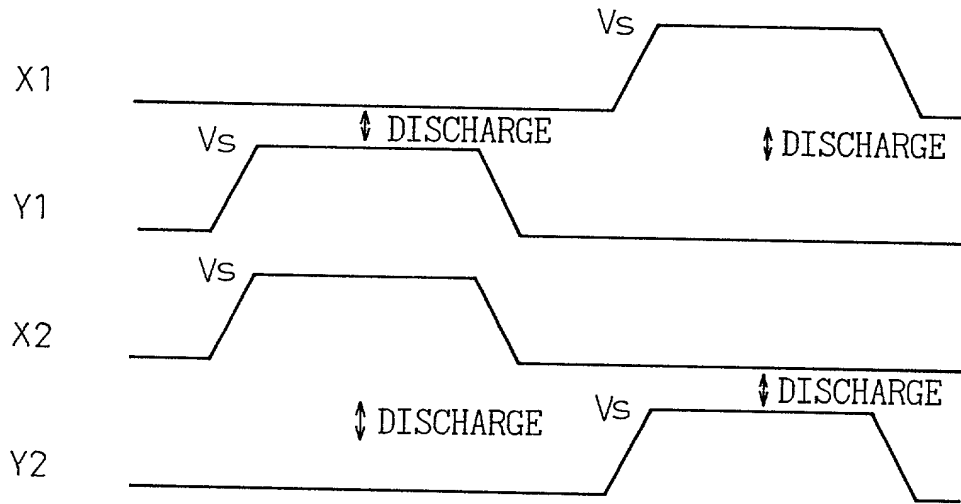 Vs
X1
DISCHARGE
Vs
DISCHARGE
Y1
Vs
X2
DISCHARGE
Vs
DISCHARGE
Y2